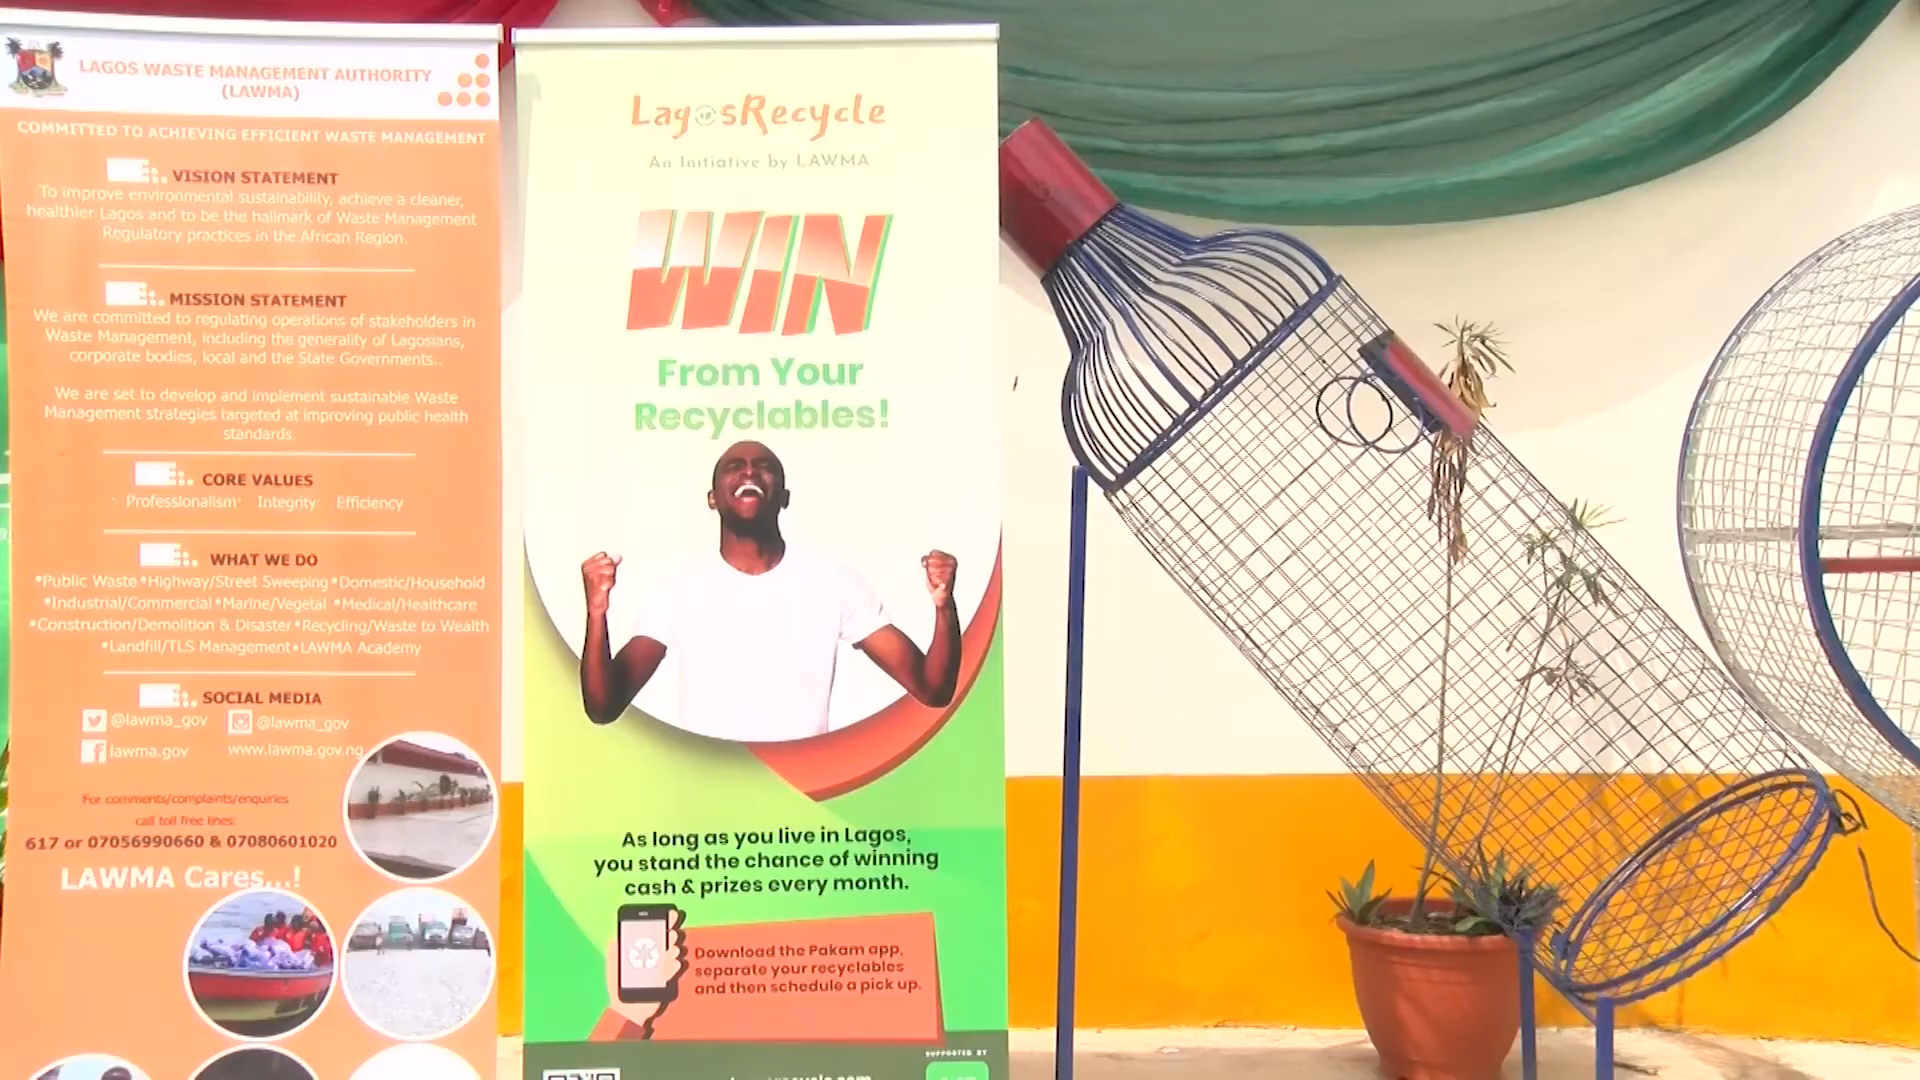 LAGOS WASTE MANAGEMENT AUTHORITY
(LAWMA)
COMMITTED TO ACHIEVING EFFICIENT WASTE MANAGEMENT
VISION STATEMENT
To improve environmental sustainability, achieve a cleaner,
healthier Lagos and to be the hallmark of Waste Management
Regulatory practices in the African Region.
MISSION STATEMENT
We are committed to regulating operations of stakeholders in
Waste Management, including the generality of Lagosians,
corporate bodies, local and the State Governments..
We are set to develop and implement sustainable Waste
Management strategies targeted at improving public health
standards.
CORE VALUES
Professionalism Integrity Efficiency
WHAT WE DO
•Public Waste•Highway/Street Sweeping•Domestic/Household
•Industrial/Commercial•Marine/Vegetal •Medical/Healthcare
•Construction/Demolition & Disaster•Recycling/Waste to Wealth
•Landfill/TLS Management•LAWMA Academy
SOCIAL MEDIA
@lawma_gov @lawma_gov
lawma.gov www.lawma.gov.ng
For comments/complaints/enquiries
call toll free lines:
617 or 07056990660 & 07080601020
LAWMA Cares...!
LagosRecycle
An Initiative by LAWMA
WIN
From Your
Recyclables!
As long as you live in Lagos,
you stand the chance of winning
cash & prizes every month.
Download the Pakam app,
separate your recyclables
and then schedule a pick up.
SUPPORTED BY